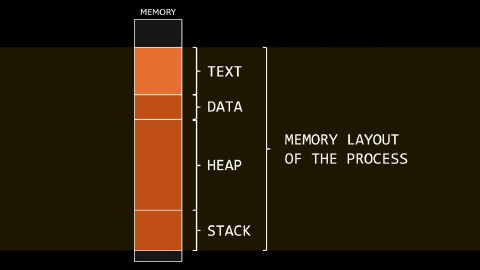 MEMORY
TEXT
DATA
HEAP
STACK
MEMORY LAYOUT
OF THE PROCESS